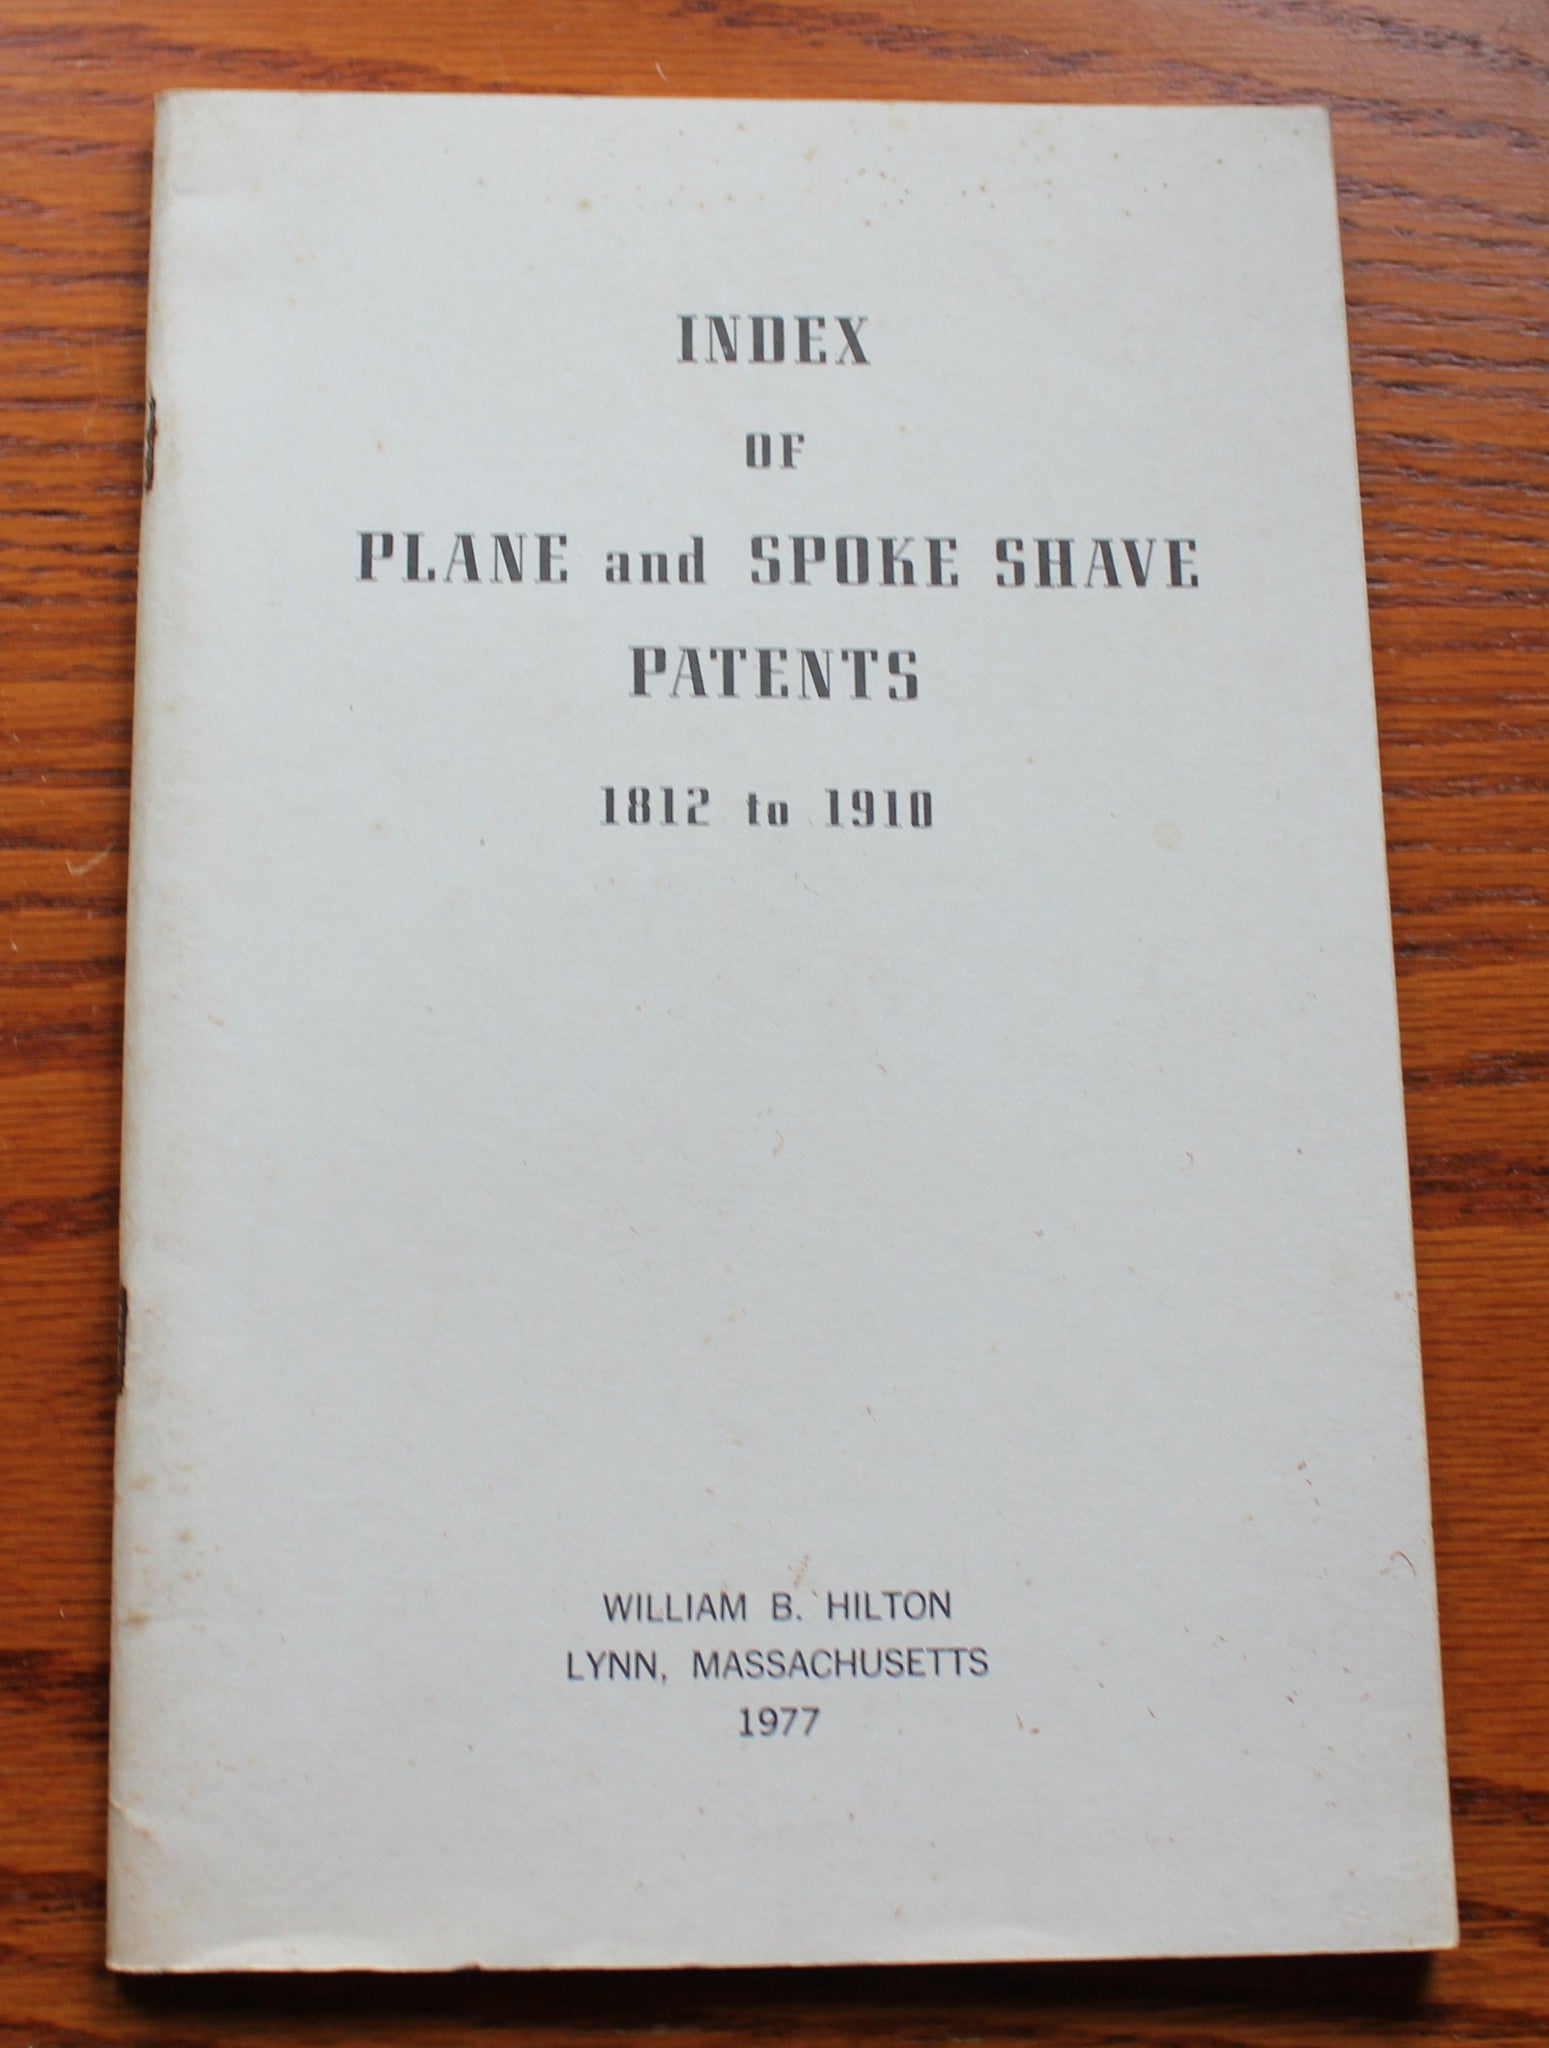 INDEX
OF
PLANE and SPOKE SHAVE
PATENTS
1812 to 1910
WILLIAM B. HILTON
LYNN, MASSACHUSETTS
1977